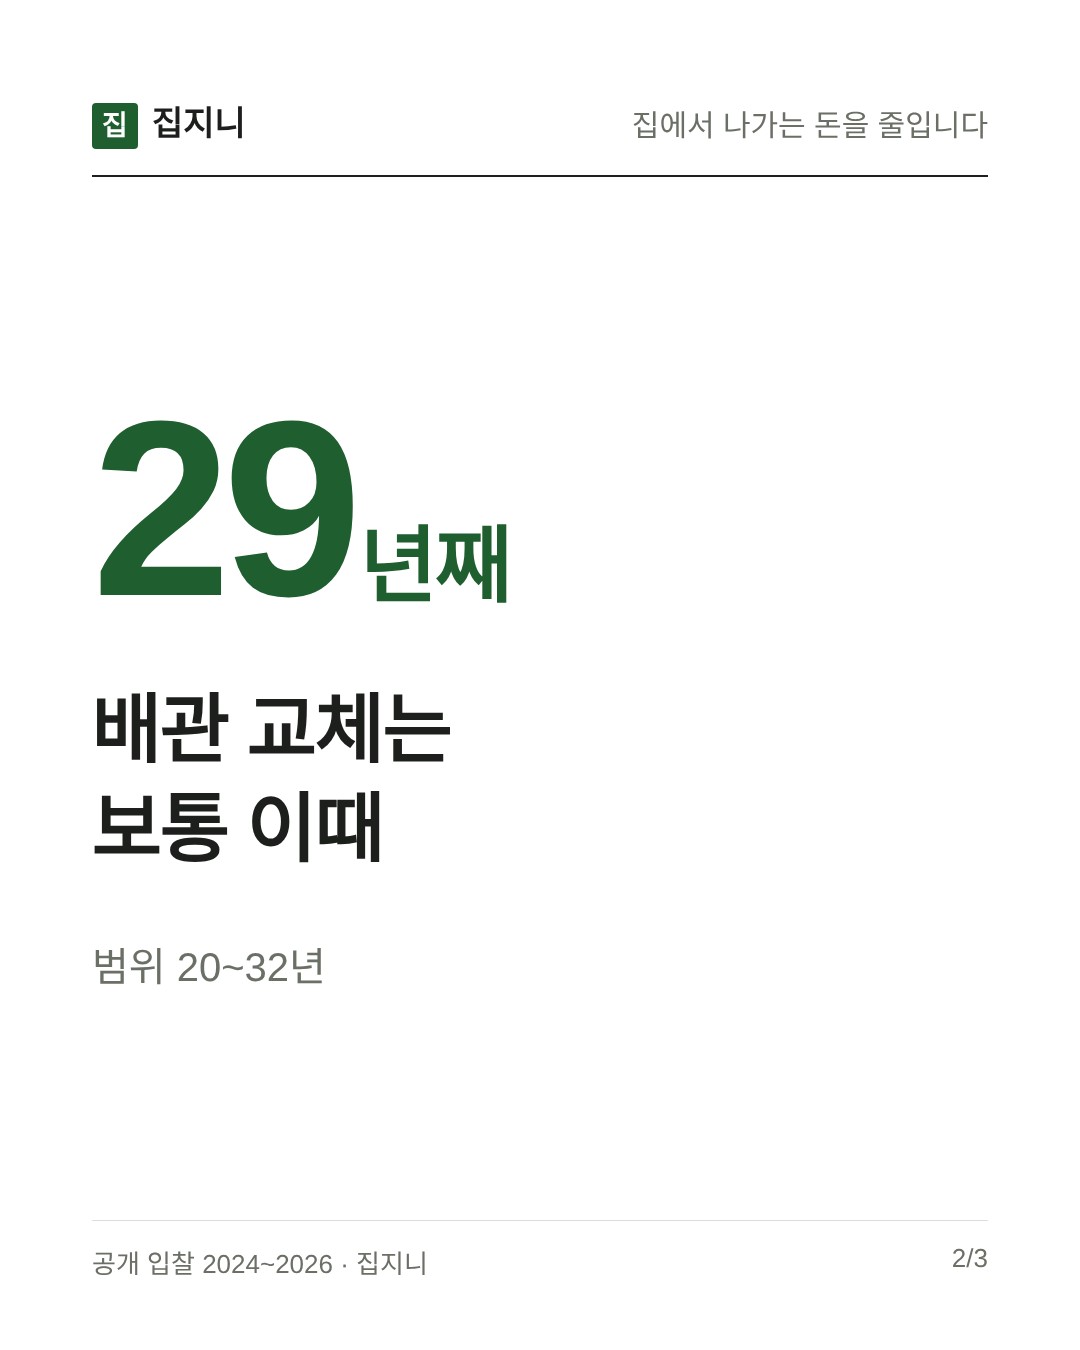 집 집지니
집에서 나가는 돈을 줄입니다
29년째
배관 교체는
보통 이때
범위 20~32년
공개 입찰 2024~2026 · 집지니
2/3